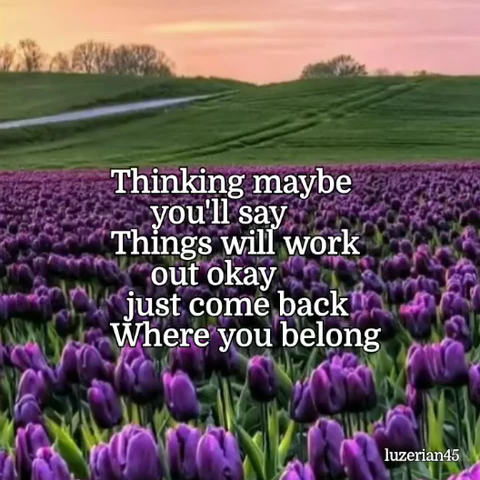 Thinking maybe
you'll say
Things will work
out okay
just come back
Where you belong
luzerian45